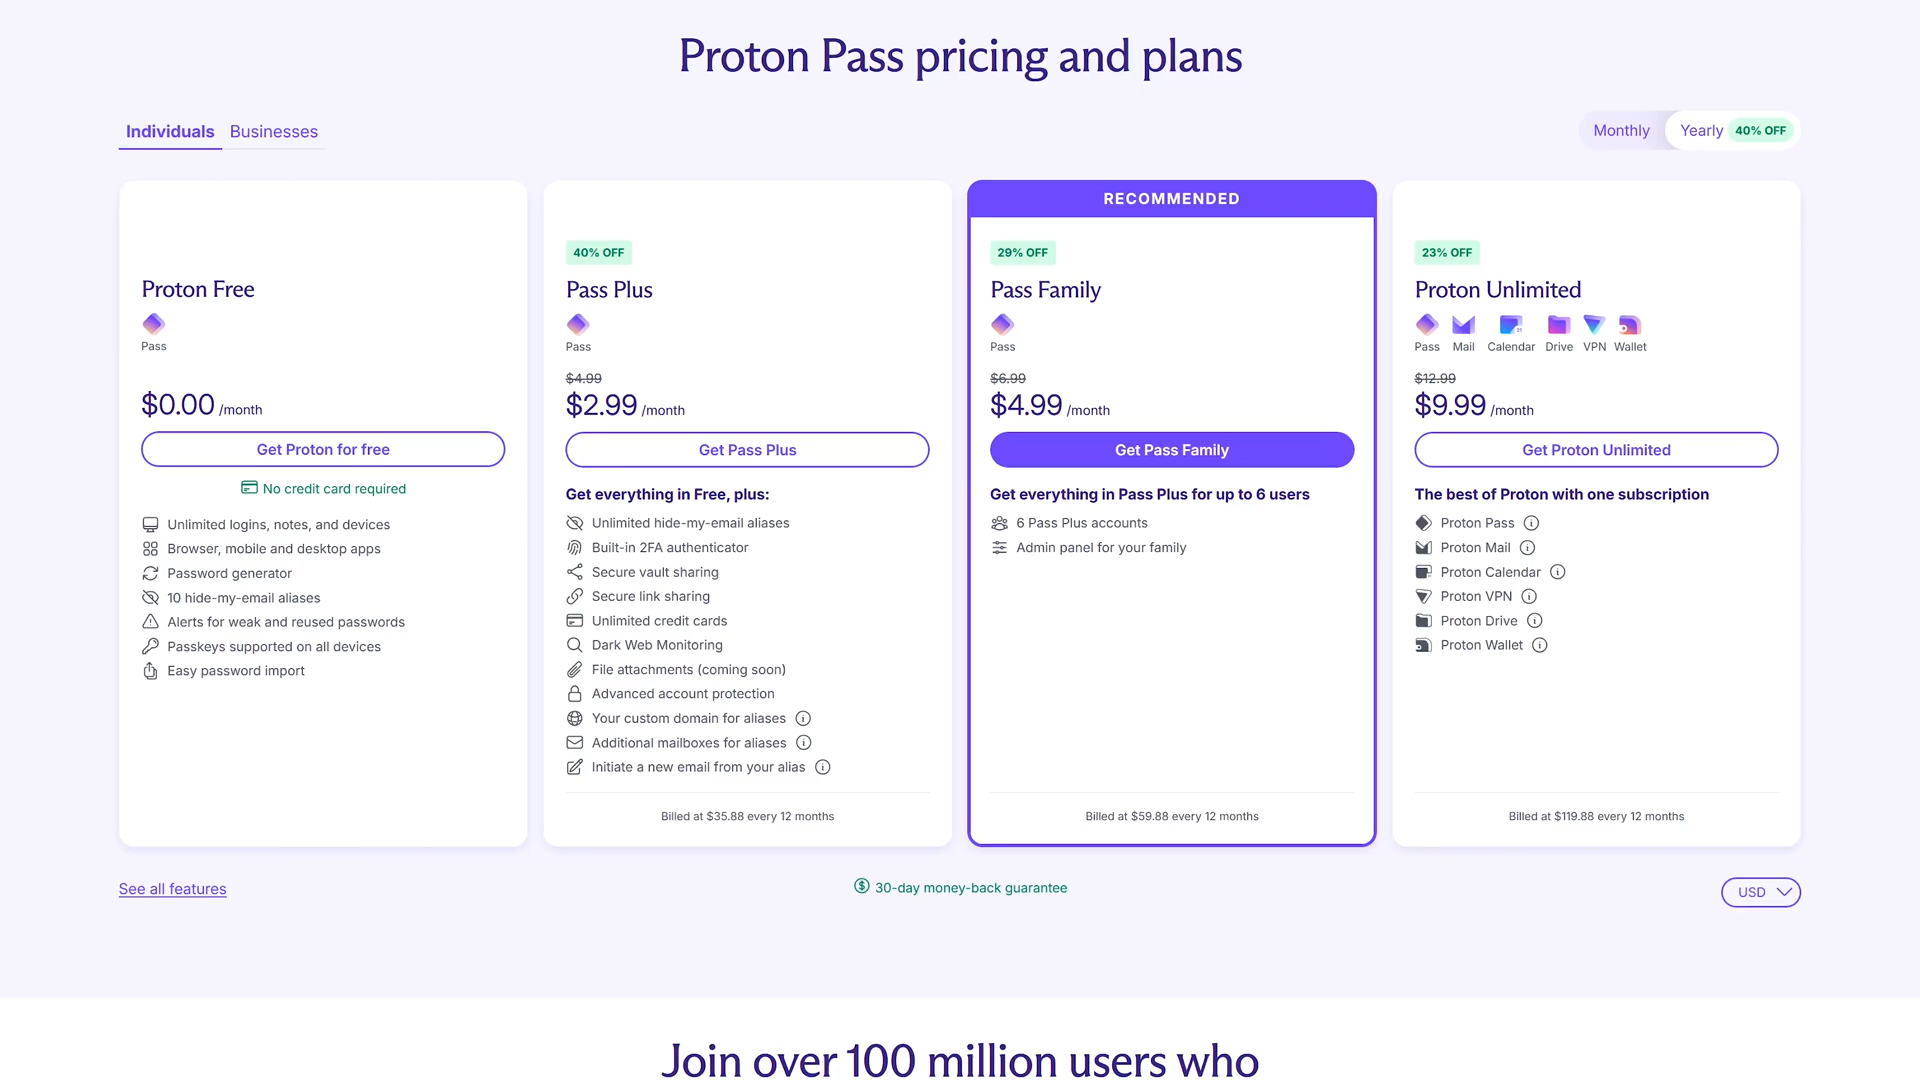 Proton Pass pricing and plans
Individuals Businesses
Monthly Yearly 40% OFF
Proton Free
Pass
$0.00 /month
Get Proton for free
No credit card required
Unlimited logins, notes, and devices
Browser, mobile and desktop apps
Password generator
10 hide-my-email aliases
Alerts for weak and reused passwords
Passkeys supported on all devices
Easy password import
40% OFF
Pass Plus
Pass
$4.99
$2.99 /month
Get Pass Plus
Get everything in Free, plus:
Unlimited hide-my-email aliases
Built-in 2FA authenticator
Secure vault sharing
Secure link sharing
Unlimited credit cards
Dark Web Monitoring
File attachments (coming soon)
Advanced account protection
Your custom domain for aliases
Additional mailboxes for aliases
Initiate a new email from your alias
Billed at $35.88 every 12 months
RECOMMENDED
29% OFF
Pass Family
Pass
$6.99
$4.99 /month
Get Pass Family
Get everything in Pass Plus for up to 6 users
6 Pass Plus accounts
Admin panel for your family
Billed at $59.88 every 12 months
23% OFF
Proton Unlimited
Pass Mail Calendar Drive VPN Wallet
$12.99
$9.99 /month
Get Proton Unlimited
The best of Proton with one subscription
Proton Pass
Proton Mail
Proton Calendar
Proton VPN
Proton Drive
Proton Wallet
Billed at $119.88 every 12 months
See all features
30-day money-back guarantee
USD
Join over 100 million users who